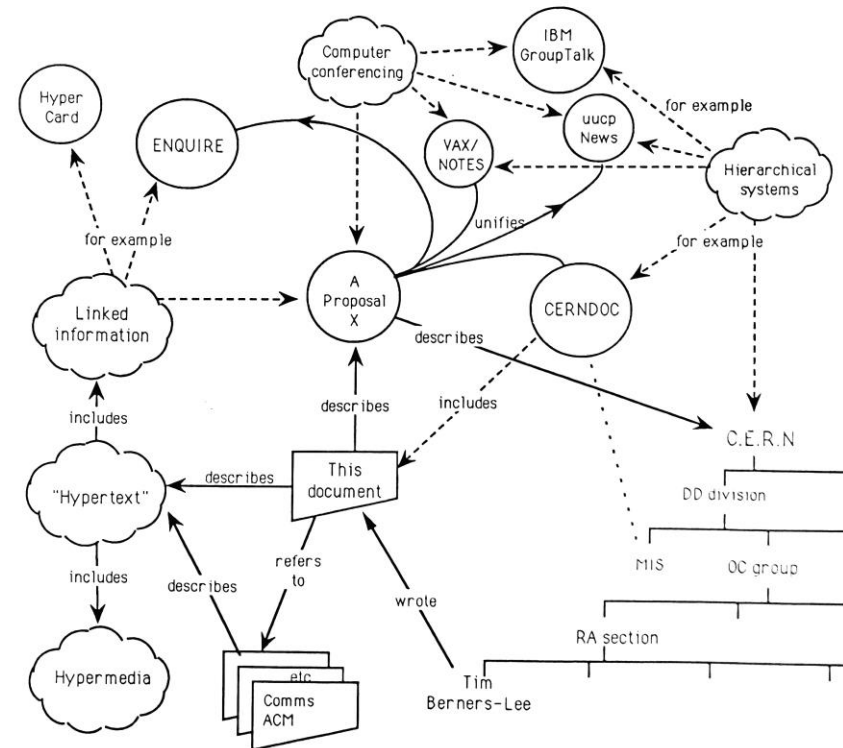 IBM
GroupTalk
Computer
conferencing
Hyper
Card
ENQUIRE
VAX/
NOTES
uucp
News
for example
Hierarchical
systems
unifies
for example
for example
A
Proposal
X
CERNDOC
Linked
information
describes
includes
describes
includes
C.E.R.N
This
document
describes
"Hypertext"
DD division
includes
describes
refers
to
wrote
MIS
OC group
RA section
Hypermedia
etc
Comms
ACM
Tim
Berners-Lee